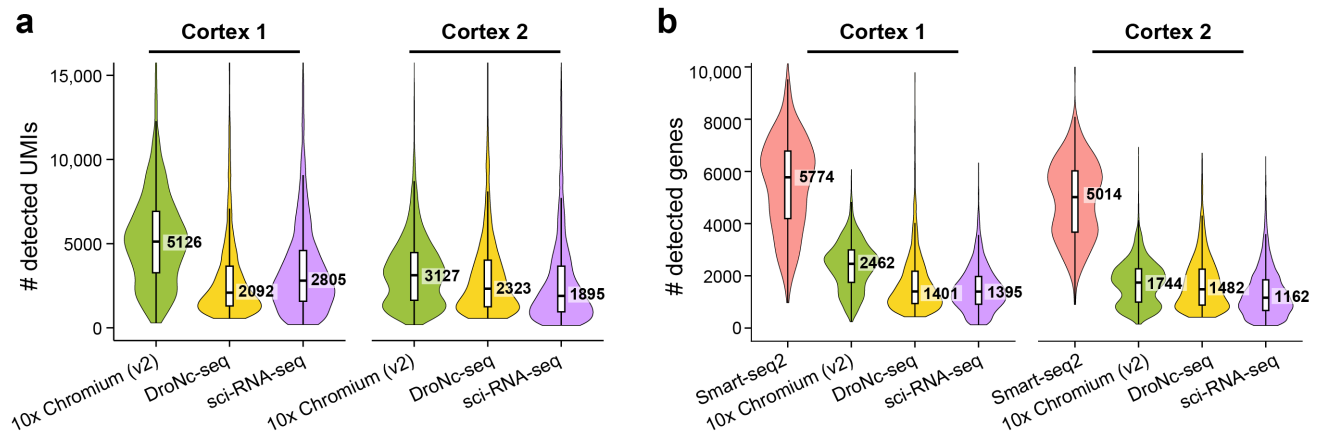 a
Cortex 1
Cortex 2
# detected UMIs
15,000
10,000
5000
0
5126
2092
2805
3127
2323
1895
10x Chromium (v2)
DroNc-seq
sci-RNA-seq
10x Chromium (v2)
DroNc-seq
sci-RNA-seq
b
Cortex 1
Cortex 2
# detected genes
10,000
8000
6000
4000
2000
0
5774
2462
1401
1395
5014
1744
1482
1162
Smart-seq2
10x Chromium (v2)
DroNc-seq
sci-RNA-seq
Smart-seq2
10x Chromium (v2)
DroNc-seq
sci-RNA-seq